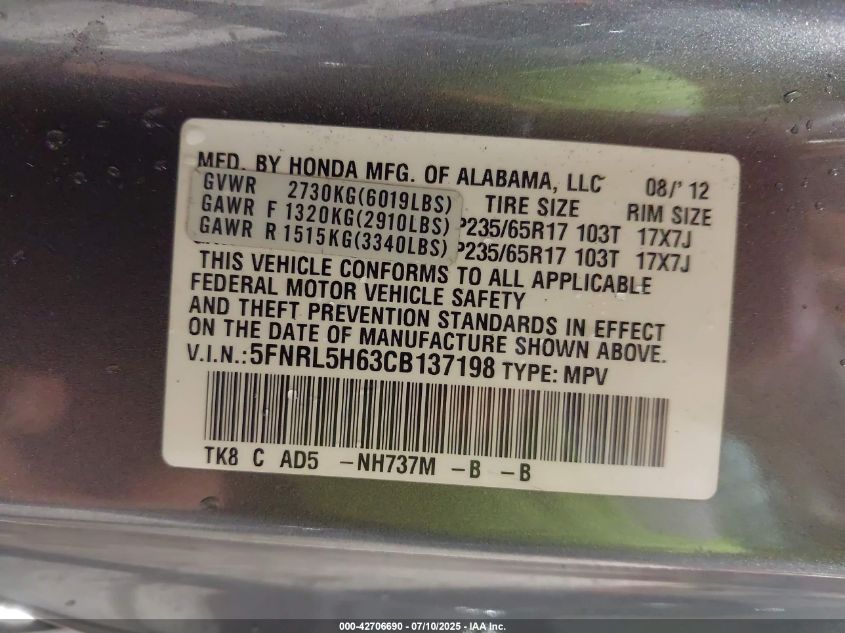 MFD. BY HONDA MFG. OF ALABAMA, LLC 08/' 12
GVWR 2730KG(6019LBS) TIRE SIZE RIM SIZE
GAWR F 1320KG(2910LBS) P235/65R17 103T 17X7J
GAWR R 1515KG(3340LBS) P235/65R17 103T 17X7J
THIS VEHICLE CONFORMS TO ALL APPLICABLE
FEDERAL MOTOR VEHICLE SAFETY
AND THEFT PREVENTION STANDARDS IN EFFECT
ON THE DATE OF MANUFACTURE SHOWN ABOVE.
V.I.N.:5FNRL5H63CB137198 TYPE: MPV
TK8 C AD5 -NH737M -B -B
000-42706690 - 07/10/2025 - IAA Inc.